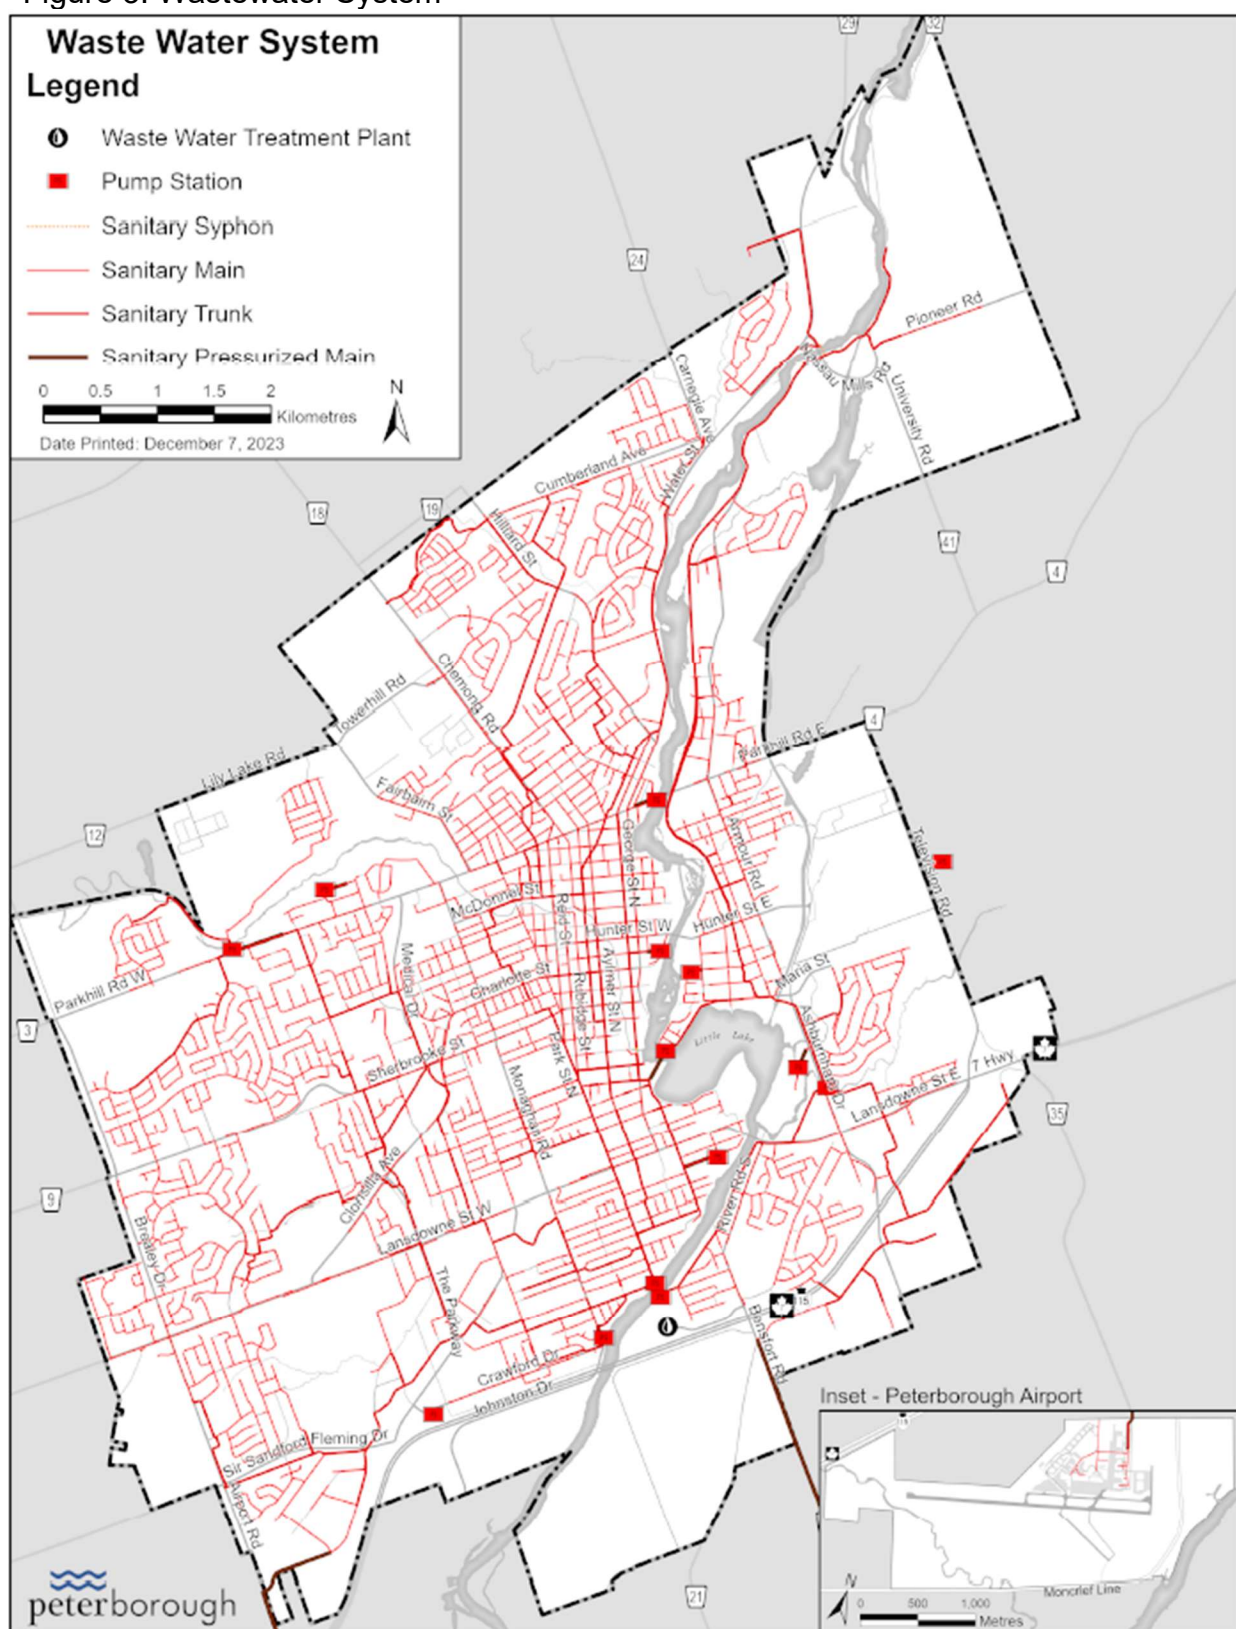 Figure 3: Wastewater System
Waste Water System
Legend
Waste Water Treatment Plant
Pump Station
Sanitary Syphon
Sanitary Main
Sanitary Trunk
Sanitary Pressurized Main
0 0.5 1 1.5 2
Kilometres
N
Date Printed: December 7, 2023
29
32
24
Pioneer Rd
Nassau Mills Rd
University Rd
Carnegie Ave
Water St
Cumberland Ave
18
19
Hilliard St
41
4
Chemong Rd
Towerhill Rd
Lily Lake Rd
Fairbairn St
4
Parkhill Rd E
12
Armour Rd
George St N
Television Rd
McDonnel St
Reid St
Hunter St W
Hunter St E
Medical Dr
Aylmer St N
Maria St
Parkhill Rd W
Charlotte St
Rubidge St
3
Ashburnham Dr
Little Lake
Sherbrooke St
Park St N
Monaghan Rd
Lansdowne St E
7 Hwy
35
9
Clonsilla Ave
River Rd S
Brealey Dr
Lansdowne St W
The Parkway
115
Bensfort Rd
Crawford Dr
Johnston Dr
Sir Sandford Fleming Dr
Airport Rd
21
peterborough
Inset - Peterborough Airport
Moncrief Line
N
0 500 1,000
Metres